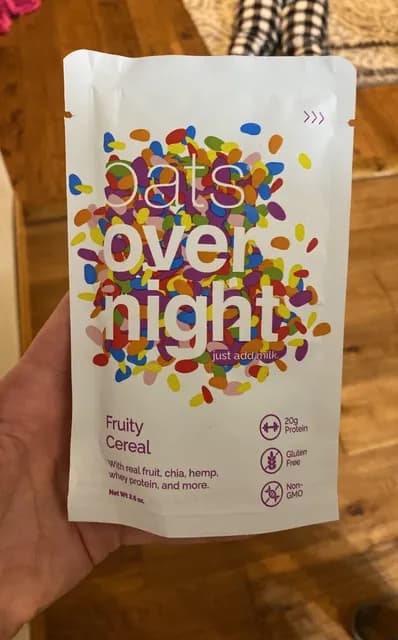 >>>
oats
over
night
just add milk
Fruity
Cereal
With real fruit, chia, hemp,
whey protein, and more.
Net Wt 2.5 oz.
20g
Protein
Gluten
Free
Non-
GMO